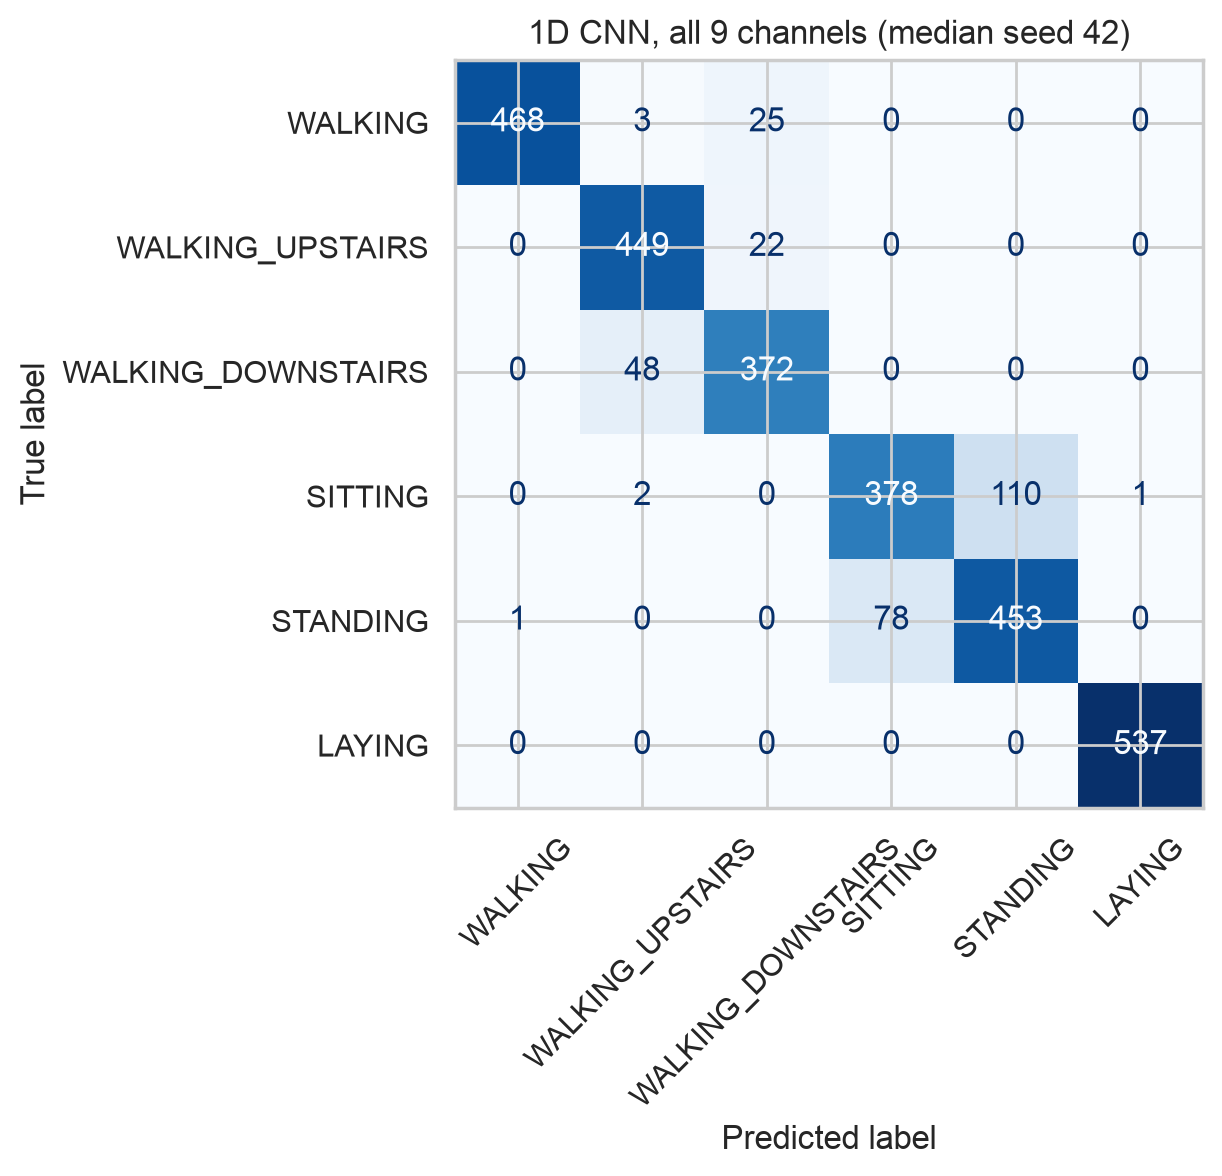 1D CNN, all 9 channels (median seed 42)
True label
WALKING 468 3 25 0 0 0
WALKING_UPSTAIRS 0 449 22 0 0 0
WALKING_DOWNSTAIRS 0 48 372 0 0 0
SITTING 0 2 0 378 110 1
STANDING 1 0 0 78 453 0
LAYING 0 0 0 0 0 537
WALKING
WALKING_UPSTAIRS
WALKING_DOWNSTAIRS
SITTING
STANDING
LAYING
Predicted label